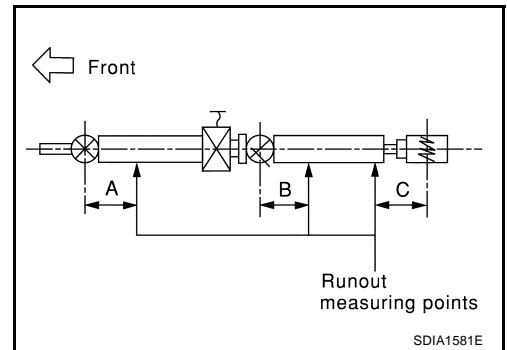 Front
A
B
C
Runout
measuring points
SDIA1581E